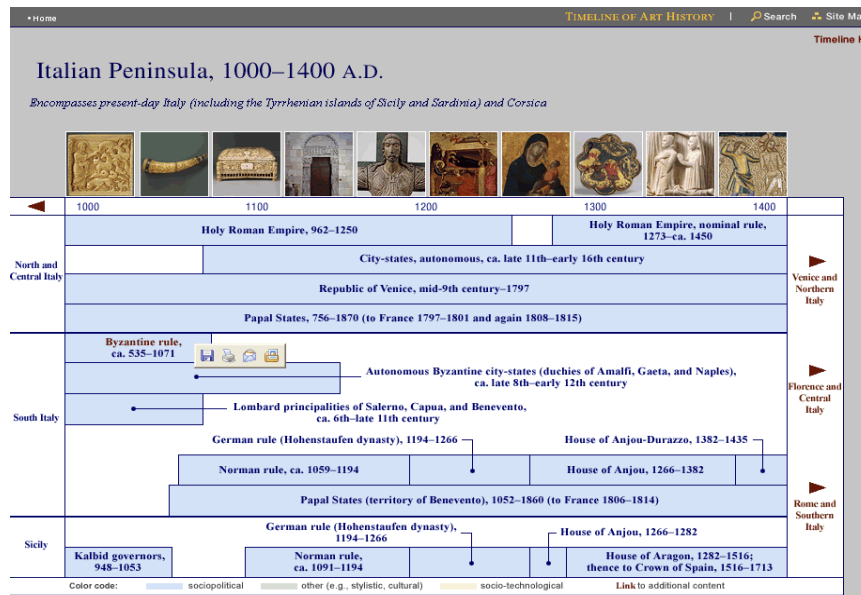 • Home
TIMELINE OF ART HISTORY | Search Site Ma
Timeline H
Italian Peninsula, 1000–1400 A.D.
Encompasses present-day Italy (including the Tyrrhenian islands of Sicily and Sardinia) and Corsica
1000 1100 1200 1300 1400
Holy Roman Empire, 962–1250
Holy Roman Empire, nominal rule,
1273–ca. 1450
North and
Central Italy
City-states, autonomous, ca. late 11th–early 16th century
Republic of Venice, mid-9th century–1797
Papal States, 756–1870 (to France 1797–1801 and again 1808–1815)
Venice and
Northern
Italy
South Italy
Byzantine rule,
ca. 535–1071
Autonomous Byzantine city-states (duchies of Amalfi, Gaeta, and Naples),
ca. late 8th–early 12th century
Lombard principalities of Salerno, Capua, and Benevento,
ca. 6th–late 11th century
Florence and
Central
Italy
German rule (Hohenstaufen dynasty), 1194–1266
House of Anjou-Durazzo, 1382–1435
Norman rule, ca. 1059–1194
House of Anjou, 1266–1382
Papal States (territory of Benevento), 1052–1860 (to France 1806–1814)
Rome and
Southern
Italy
Sicily
German rule (Hohenstaufen dynasty),
1194–1266
House of Anjou, 1266–1282
Kalbid governors,
948–1053
Norman rule,
ca. 1091–1194
House of Aragon, 1282–1516;
thence to Crown of Spain, 1516–1713
Color code: sociopolitical other (e.g., stylistic, cultural) socio-technological Link to additional content